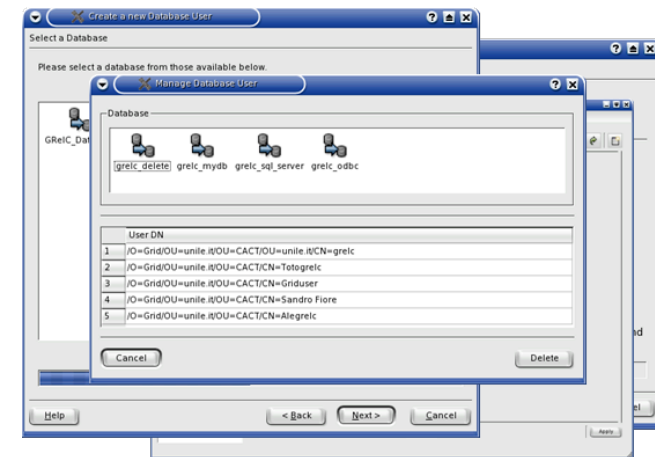 Create a new Database User
Select a Database
Please select a database from those available below.
Manage Database User
Database
grelc_delete grelc_mydb grelc_sql_server grelc_odbc
User DN
1 /O=Grid/OU=unile.it/OU=CACT/OU=unile.it/CN=grelc
2 /O=Grid/OU=unile.it/OU=CACT/CN=Totogrelc
3 /O=Grid/OU=unile.it/OU=CACT/CN=Griduser
4 /O=Grid/OU=unile.it/OU=CACT/CN=Sandro Fiore
5 /O=Grid/OU=unile.it/OU=CACT/CN=Alegrelc
Cancel Delete
Help < Back Next > Cancel
Apply